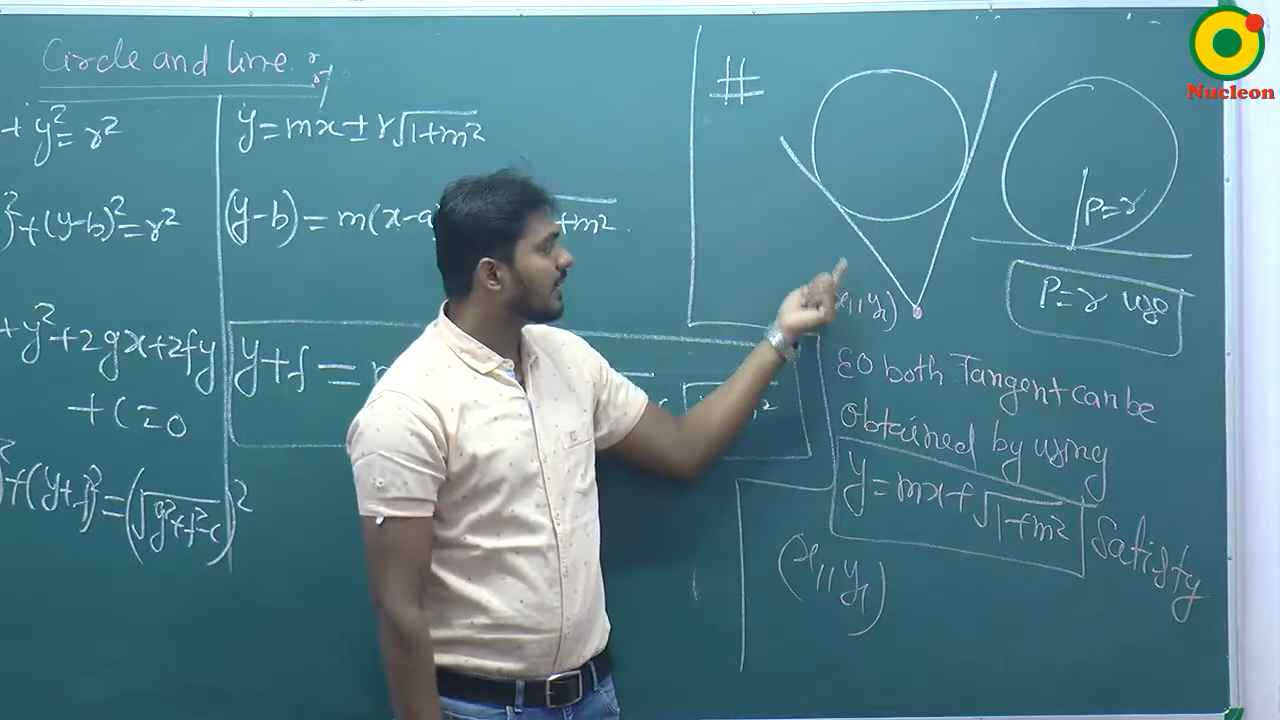 Circle and line.
+ y² = r²
)² + (y-b)² = r²
+ y² + 2gx + 2fy
+ c = 0
² + (y+f)² = (√g²+f²-c)²
y = mx ± r√1+m²
(y-b) = m(x-a
+m².
y+f =
#
(x₁, y₁)
P=r
P=r use
EQ both Tangent can be
obtained by using
y = mx + √1+m² Satisfy
(x₁, y₁)
Nucleon